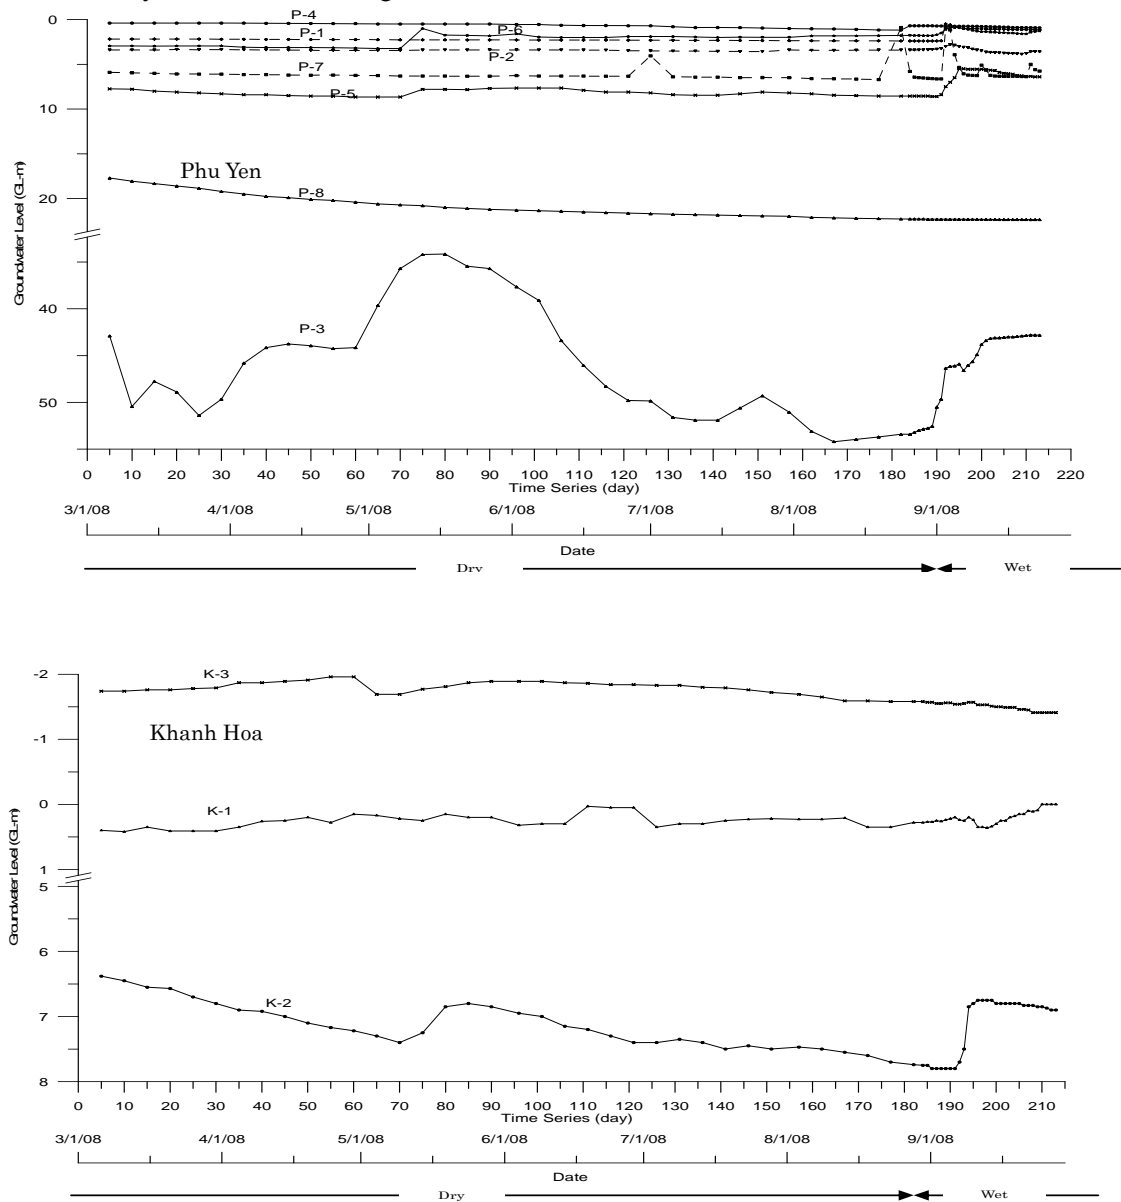 0
P-4
P-1
P-6
P-2
P-7
P-5
10
Phu Yen
P-8
20
Groundwater Level (GL-m)
40
P-3
50
0 10 20 30 40 50 60 70 80 90 100 110 120 130 140 150 160 170 180 190 200 210 220
Time Series (day)
3/1/08 4/1/08 5/1/08 6/1/08 7/1/08 8/1/08 9/1/08
Date
Dry Wet
-2
K-3
Khanh Hoa
-1
0
K-1
Groundwater Level (GL-m)
1
5
6
K-2
7
8
0 10 20 30 40 50 60 70 80 90 100 110 120 130 140 150 160 170 180 190 200 210
Time Series (day)
3/1/08 4/1/08 5/1/08 6/1/08 7/1/08 8/1/08 9/1/08
Date
Dry Wet